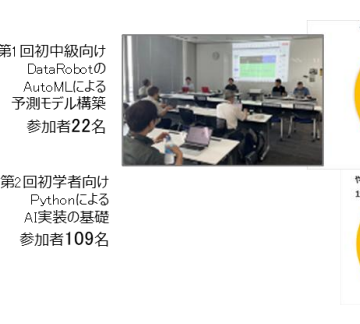 第1回初中級向け
DataRobotの
AutoMLによる
予測モデル構築
参加者22名
第2回初学者向け
Pythonによる
AI実装の基礎
参加者109名